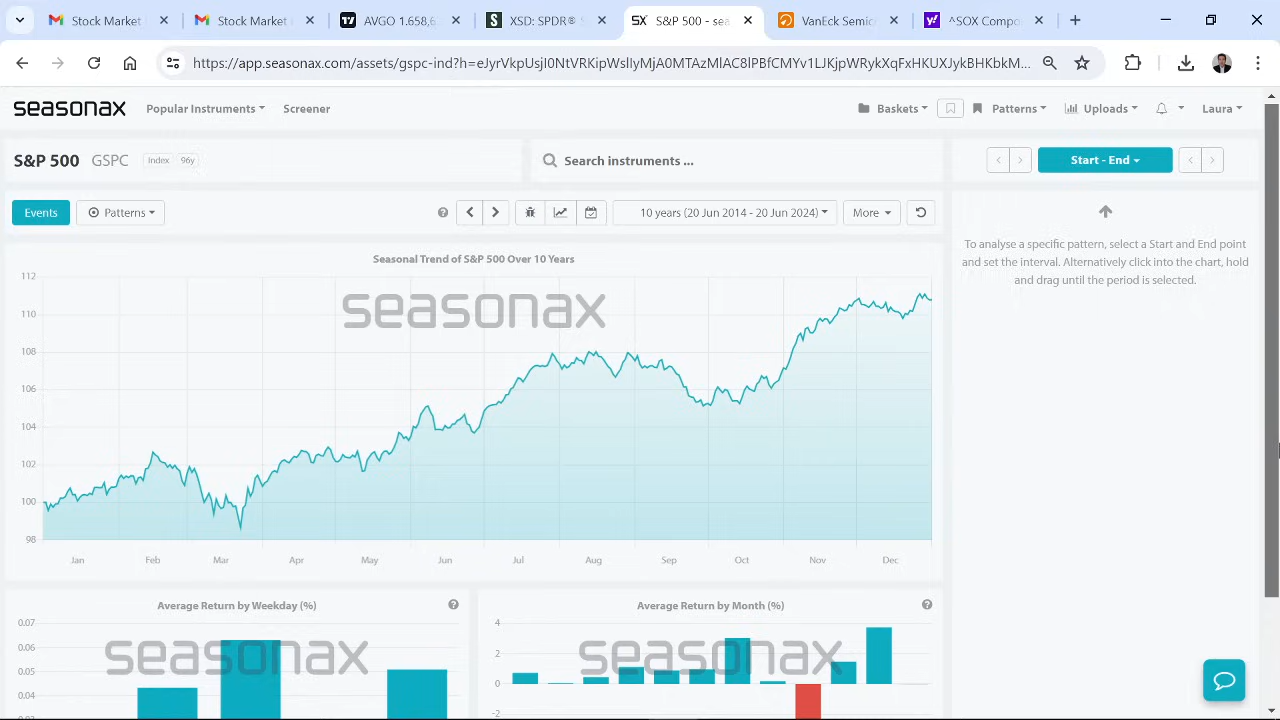 Stock Market
Stock Market
AVGO 1.658,6
XSD: SPDR® S
S&P 500 - sea
VanEck Semic
^SOX Compo
https://app.seasonax.com/assets/gspc-ind?h=
seasonax
Popular Instruments
Screener
Baskets
Patterns
Uploads
Laura
S&P 500 GSPC Index 96y
Search instruments ...
Start - End
Events
Patterns
10 years (20 Jun 2014 - 20 Jun 2024)
More
To analyse a specific pattern, select a Start and End point
and set the interval. Alternatively click into the chart, hold
and drag until the period is selected.
Seasonal Trend of S&P 500 Over 10 Years
seasonax
112
110
108
106
104
102
100
98
Jan Feb Mar Apr May Jun Jul Aug Sep Oct Nov Dec
Average Return by Weekday (%)
seasonax
0.07
0.06
0.05
0.04
Average Return by Month (%)
seasonax
4
2
0
-2